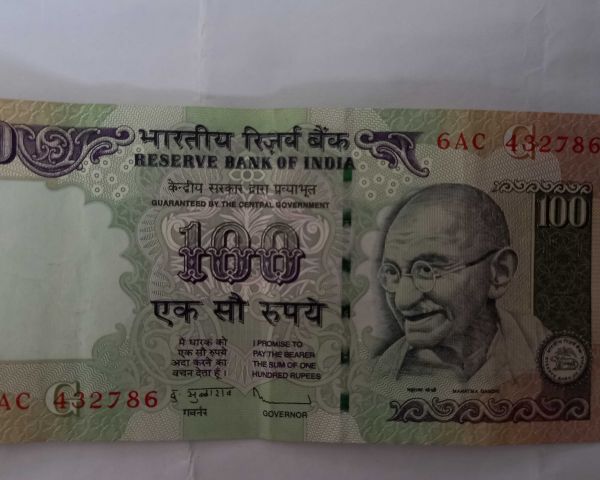 भारतीय रिज़र्व बैंक
RESERVE BANK OF INDIA
6AC 432786
केन्द्रीय सरकार द्वारा प्रत्याभूत
GUARANTEED BY THE CENTRAL GOVERNMENT
100
100
एक सौ रुपये
मैं धारक को
एक सौ रुपये
अदा करने का
वचन देता हूँ।
I PROMISE TO
PAY THE BEARER
THE SUM OF ONE
HUNDRED RUPEES
गवर्नर
GOVERNOR
महात्मा गांधी
MAHATMA GANDHI
AC 432786